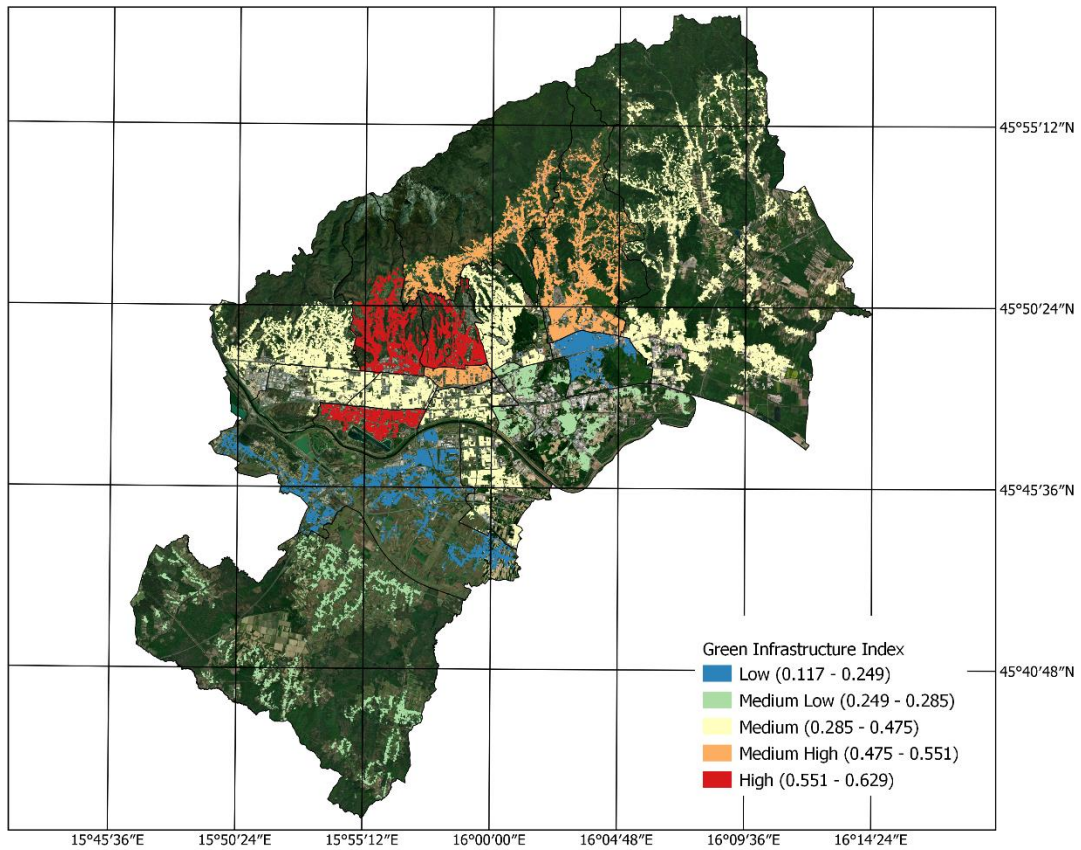 45°55′12″N
45°50′24″N
45°45′36″N
Green Infrastructure Index
Low (0.117 - 0.249)
Medium Low (0.249 - 0.285)
Medium (0.285 - 0.475)
Medium High (0.475 - 0.551)
High (0.551 - 0.629)
45°40′48″N
15°45′36″E 15°50′24″E 15°55′12″E 16°00′00″E 16°04′48″E 16°09′36″E 16°14′24″E